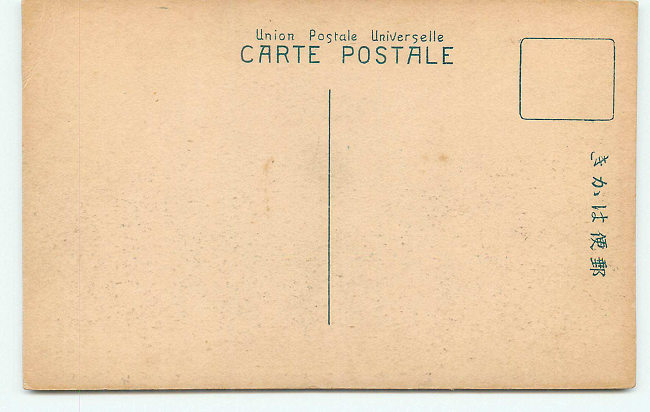 Union Postale Universelle
CARTE POSTALE
郵便はかき